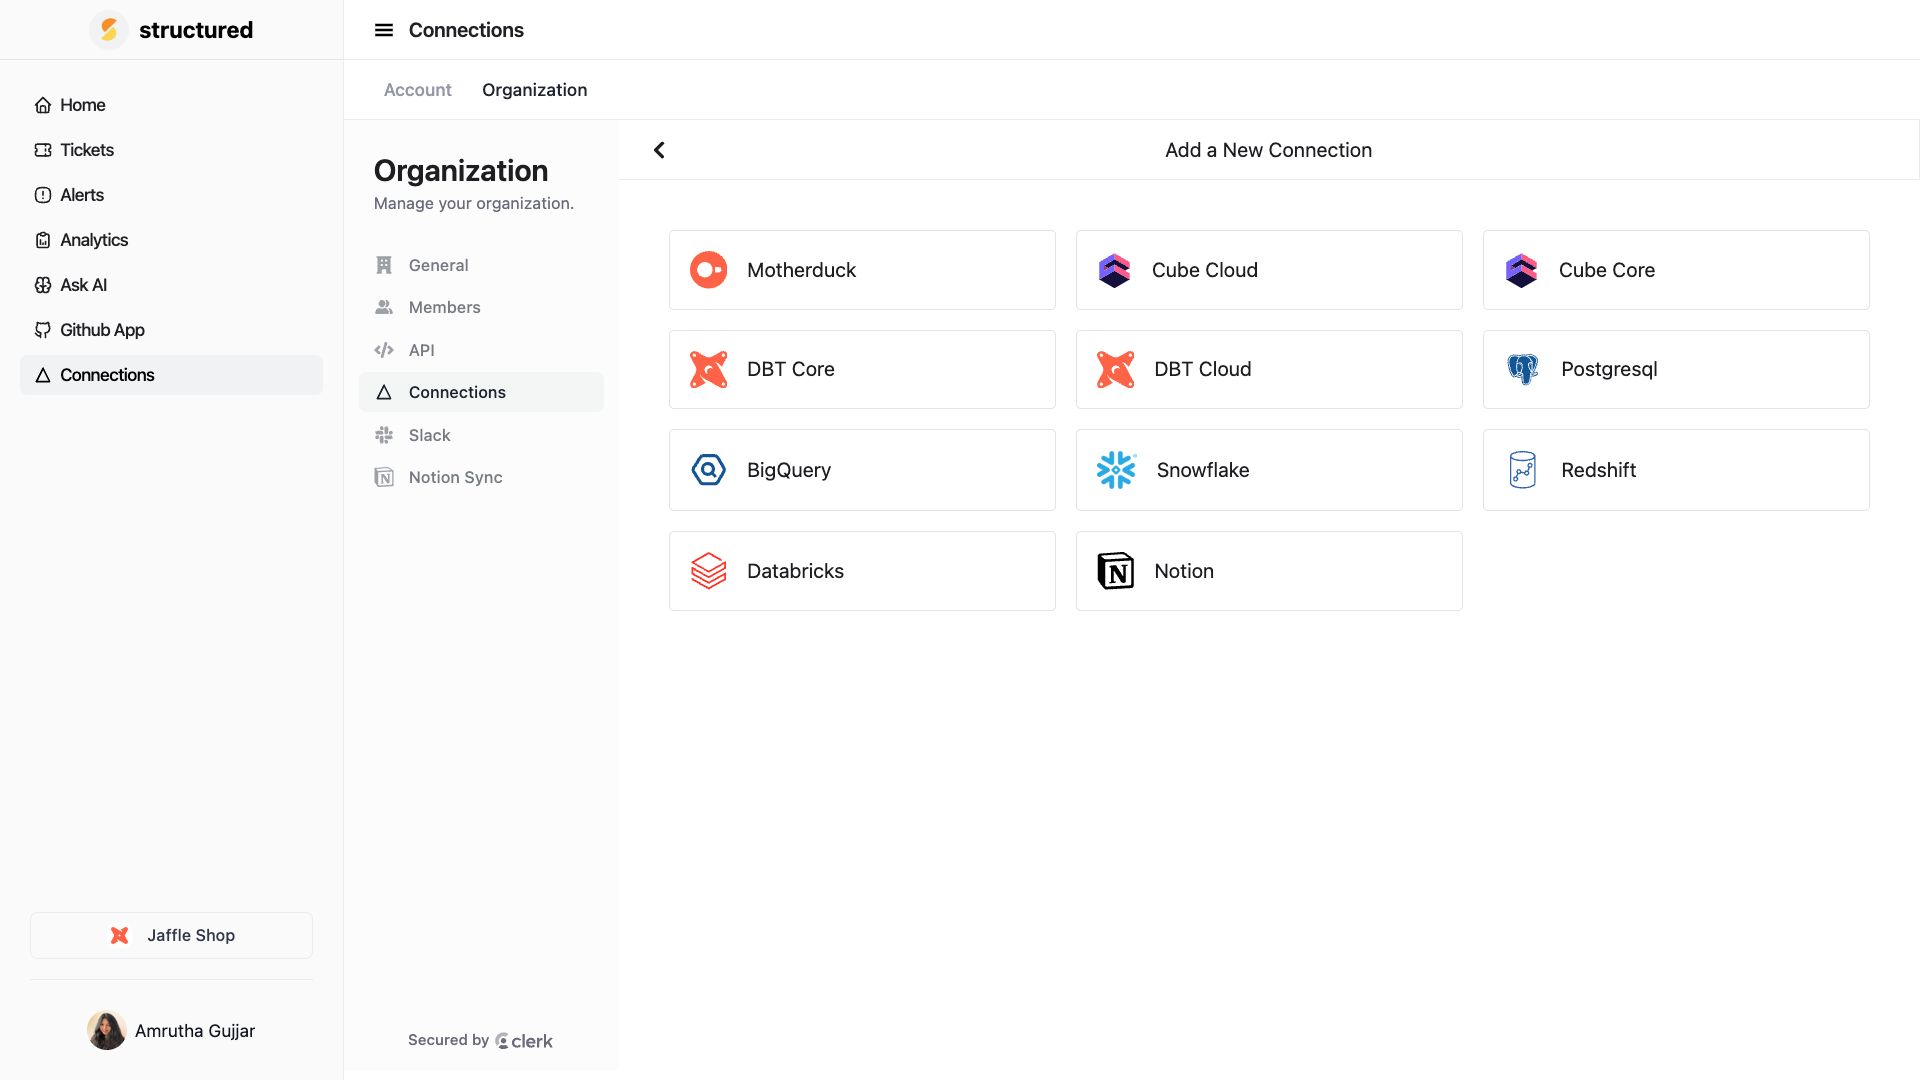 structured
Connections
Home
Tickets
Alerts
Analytics
Ask AI
Github App
Connections
Jaffle Shop
Amrutha Gujjar
Account
Organization
Organization
Manage your organization.
General
Members
API
Connections
Slack
Notion Sync
Secured by clerk
Add a New Connection
Motherduck
Cube Cloud
Cube Core
DBT Core
DBT Cloud
Postgresql
BigQuery
Snowflake
Redshift
Databricks
Notion